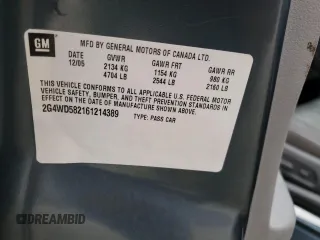 GM
MFD BY GENERAL MOTORS OF CANADA LTD.
DATE GVWR GAWR FRT GAWR RR
12/05 2134 KG 1154 KG 980 KG
4704 LB 2544 LB 2160 LB
THIS VEHICLE CONFORMS TO ALL APPLICABLE U.S. FEDERAL MOTOR
VEHICLE SAFETY, BUMPER, AND THEFT PREVENTION STANDARDS IN
EFFECT ON THE DATE OF MANUFACTURE SHOWN ABOVE.
2G4WD582161214389
TYPE: PASS CAR
DREAMBID